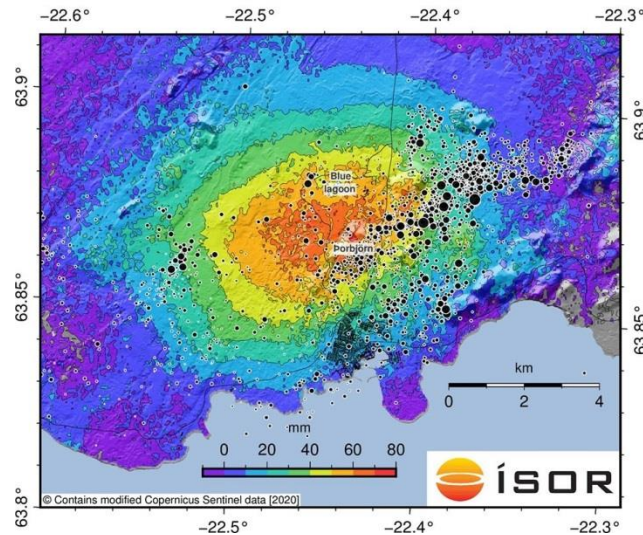 −22.6° −22.5° −22.4° −22.3°
63.9°
63.9°
Blue
lagoon
Þorbjörn
63.85°
63.85°
km
0 2 4
mm
0 20 40 60 80
ÍSOR
© Contains modified Copernicus Sentinel data [2020]
63.8°
−22.5° −22.4° −22.3°